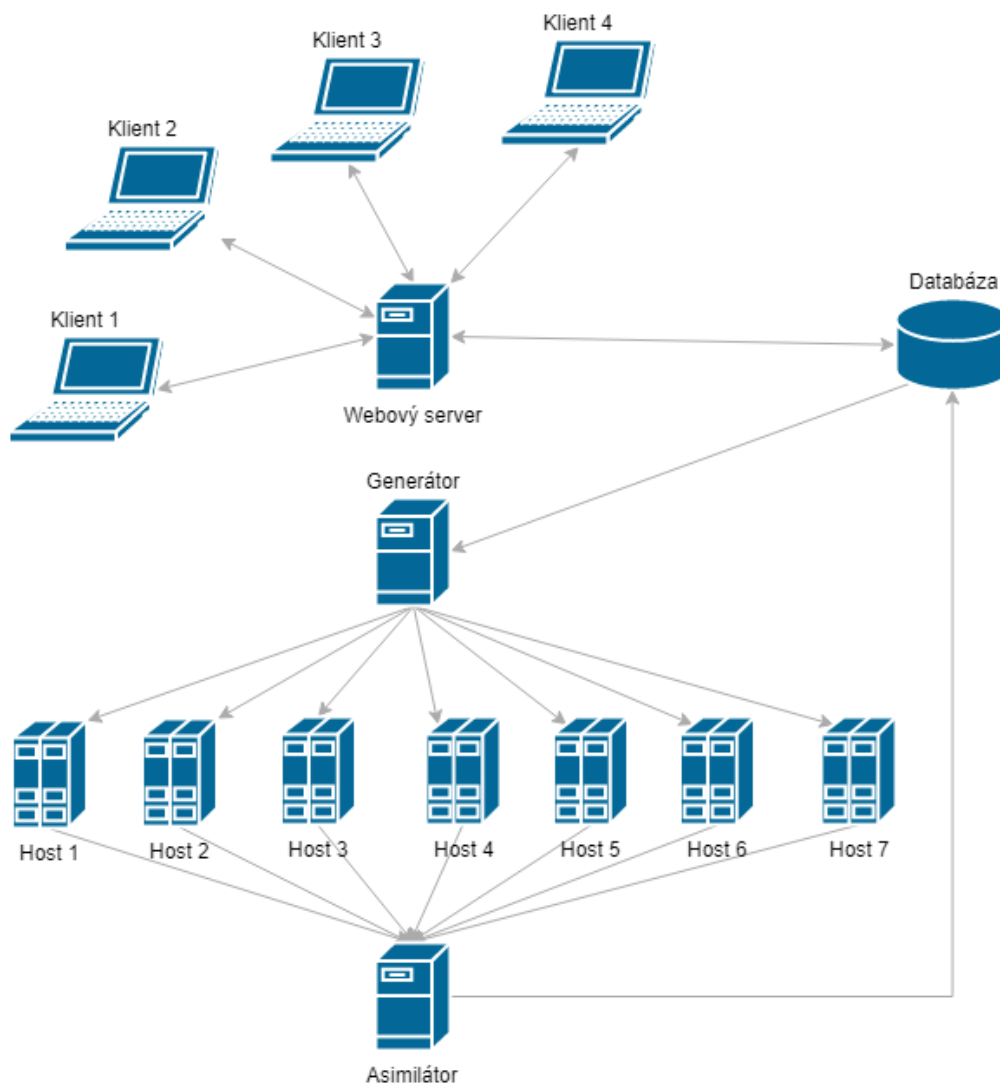 Klient 4
Klient 3
Klient 2
Klient 1
Databáza
Webový server
Generátor
Host 1
Host 2
Host 3
Host 4
Host 5
Host 6
Host 7
Asimilátor